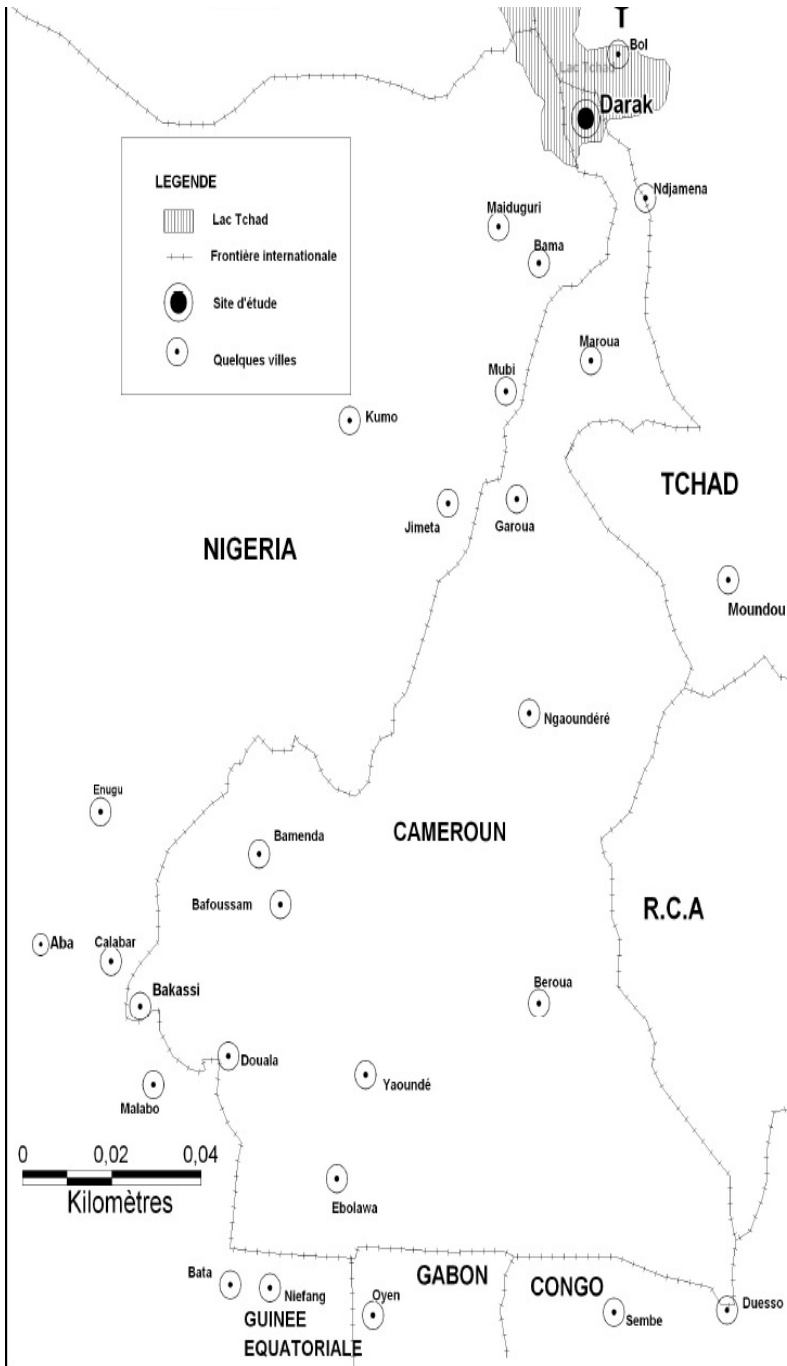 T
Bol
Lac Tchad
Darak
Ndjamena
LEGENDE
Lac Tchad
Frontière internationale
Site d'étude
Quelques villes
Maiduguri
Bama
Maroua
Mubi
Kumo
TCHAD
Jimeta
Garoua
NIGERIA
Moundou
Ngaoundéré
Enugu
CAMEROUN
Bamenda
Bafoussam
R.C.A
Aba
Calabar
Bakassi
Beroua
Douala
Yaoundé
Malabo
0 0,02 0,04
Kilomètres
Ebolawa
Bata
Niefang
GABON
CONGO
Oyen
Sembe
Duesso
GUINEE
EQUATORIALE